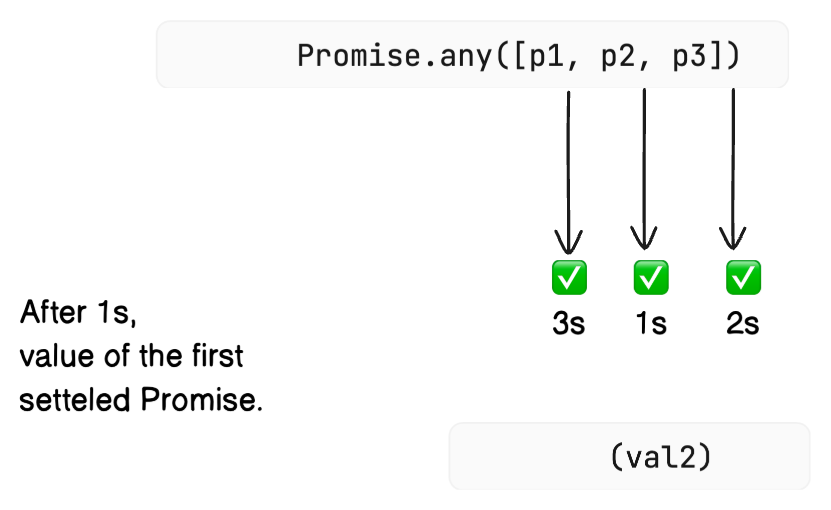 Promise.any([p1, p2, p3])
3s 1s 2s
After 1s,
value of the first
setteled Promise.
(val2)